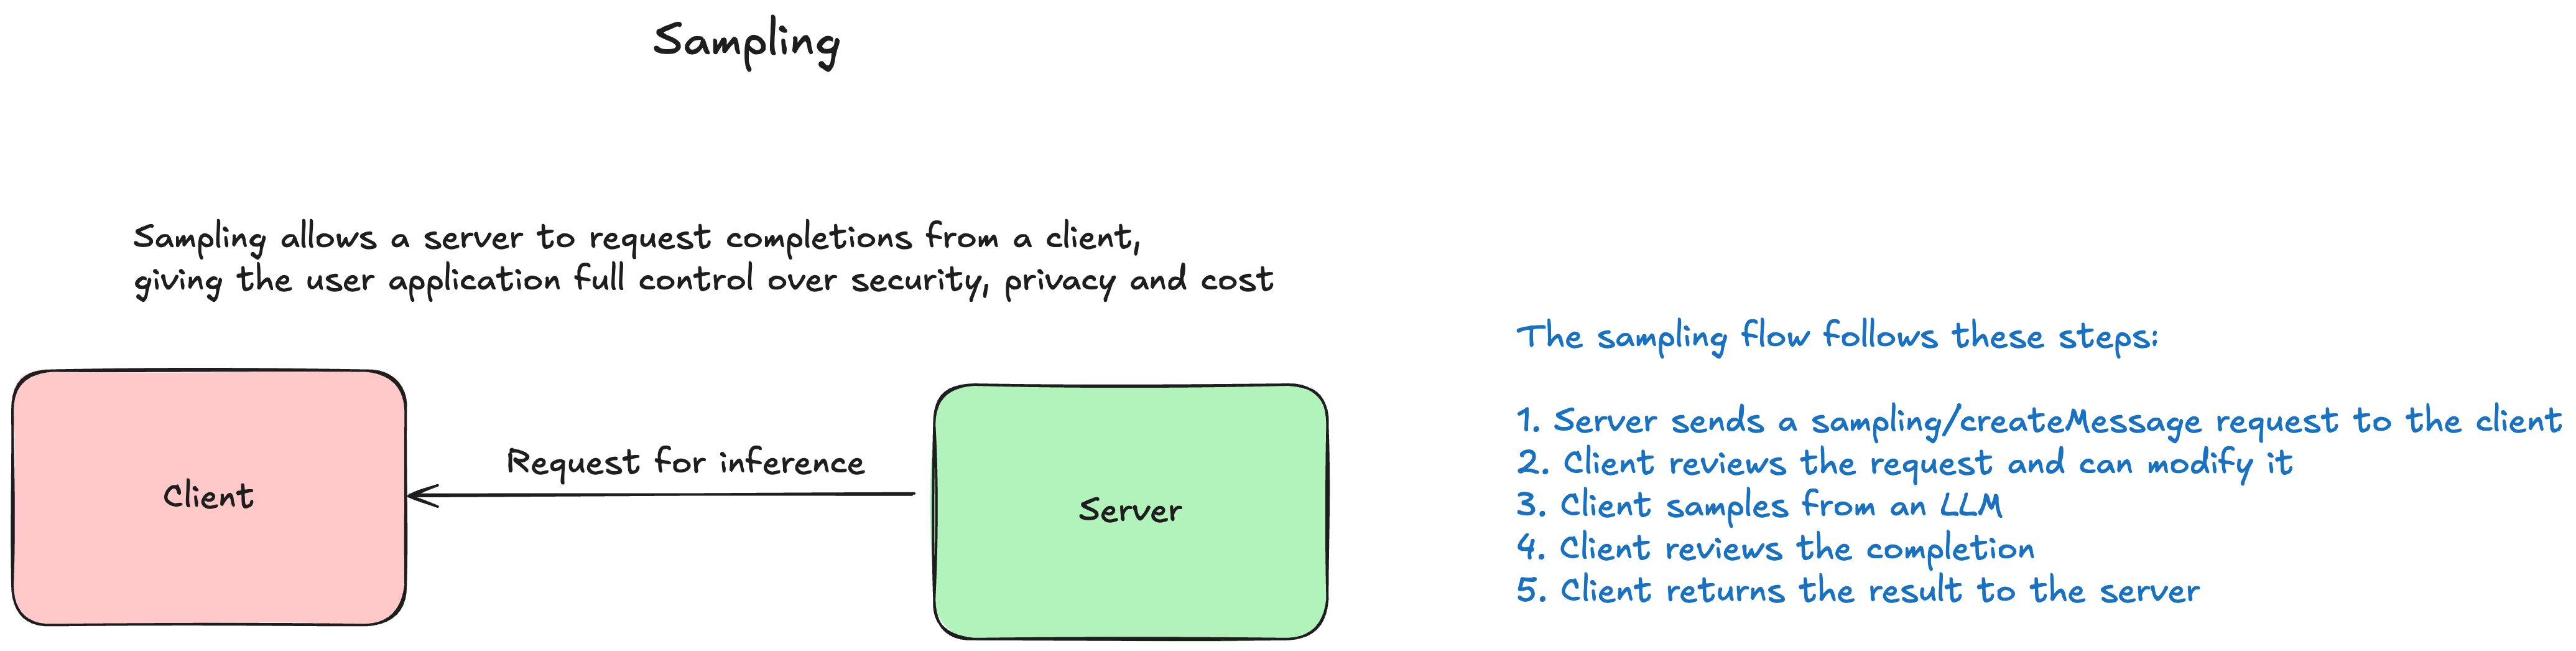 Sampling
Sampling allows a server to request completions from a client,
giving the user application full control over security, privacy and cost
Client
Request for inference
Server
The sampling flow follows these steps:
1. Server sends a sampling/createMessage request to the client
2. Client reviews the request and can modify it
3. Client samples from an LLM
4. Client reviews the completion
5. Client returns the result to the server